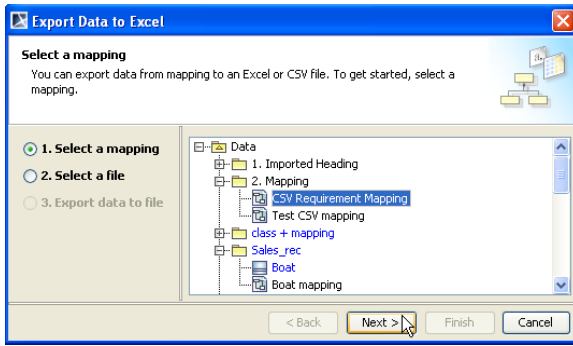 Export Data to Excel
Select a mapping
You can export data from mapping to an Excel or CSV file. To get started, select a
mapping.
1. Select a mapping
2. Select a file
3. Export data to file
Data
1. Imported Heading
2. Mapping
CSV Requirement Mapping
Test CSV mapping
class + mapping
Sales_rec
Boat
Boat mapping
< Back
Next >
Finish
Cancel